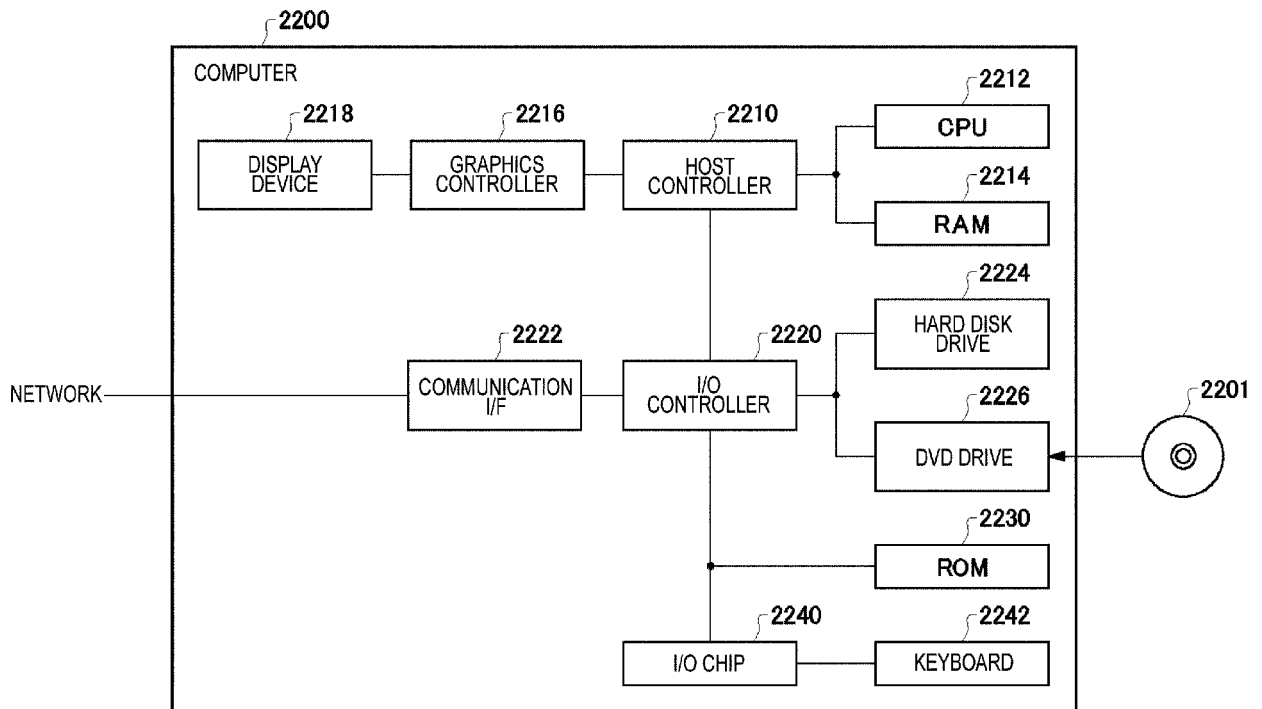 2200
COMPUTER
2218
2216
2210
2212
DISPLAY
DEVICE
GRAPHICS
CONTROLLER
HOST
CONTROLLER
CPU
2214
RAM
2224
HARD DISK
DRIVE
2222
2220
NETWORK
COMMUNICATION
I/F
I/O
CONTROLLER
2226
DVD DRIVE
2201
2230
ROM
2240
2242
I/O CHIP
KEYBOARD